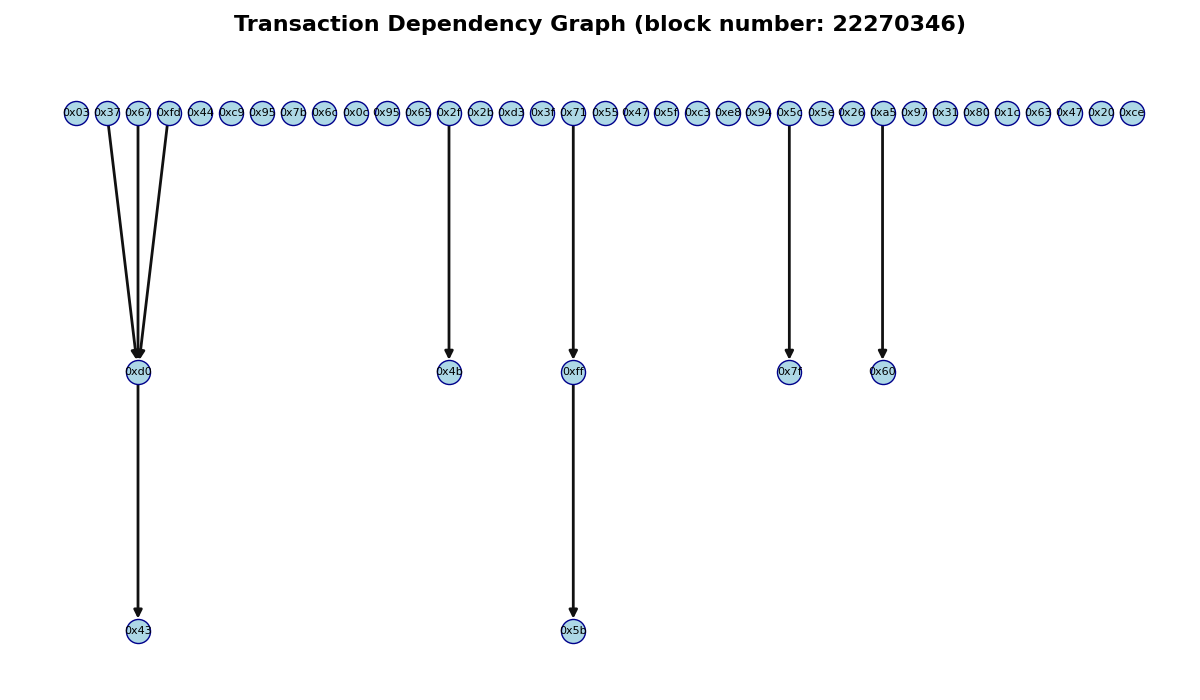 Transaction Dependency Graph (block number: 22270346)
0x03 0x37 0x67 0xfd 0x44 0xc9 0x95 0x7b 0x6c 0x0c 0x95 0x65 0x2f 0x2b 0xd3 0x3f 0x71 0x55 0x47 0x5f 0xc3 0xe8 0x94 0x5c 0x5e 0x26 0xa5 0x97 0x31 0x80 0x1c 0x63 0x47 0x20 0xce
0xd0 0x4b 0xff 0x7f 0x60
0x43 0x5b